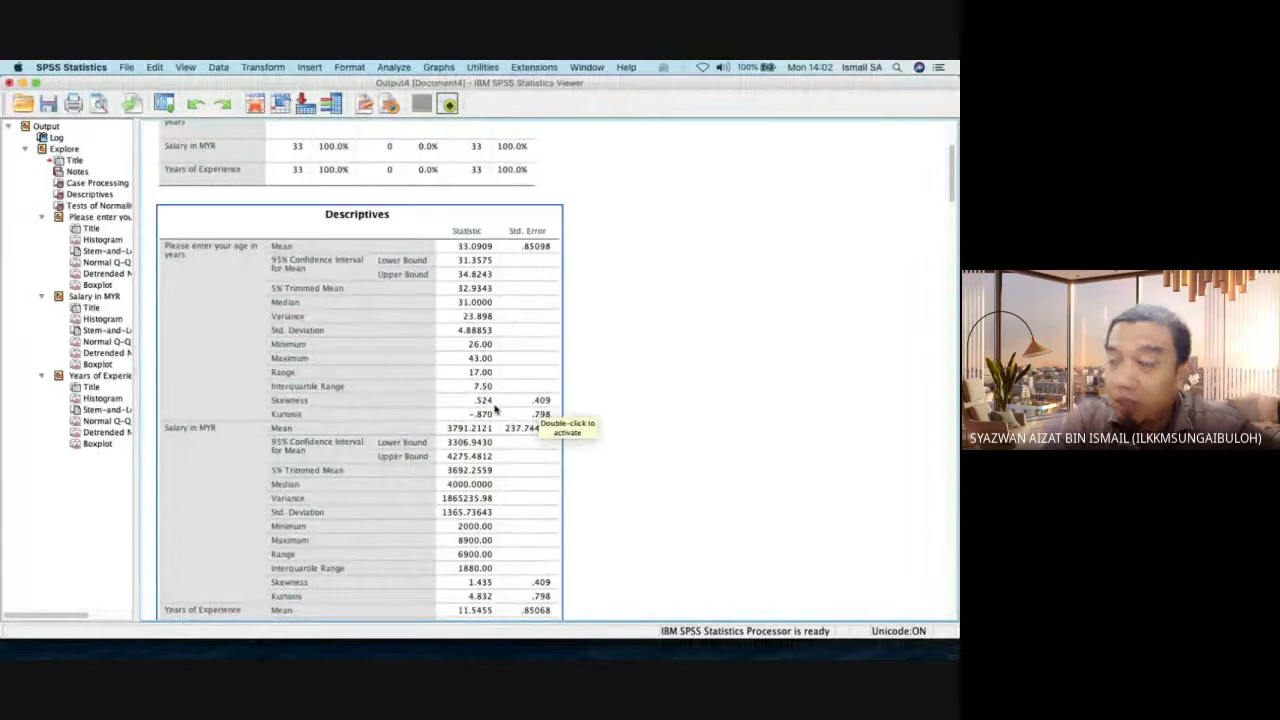 SPSS Statistics File Edit View Data Transform Insert Format Analyze Graphs Utilities Extensions Window Help 100% Mon 14:02 Ismail SA
Output4 [Document4] - IBM SPSS Statistics Viewer
Output
Log
Explore
Title
Notes
Case Processing
Descriptives
Tests of Normali
Please enter you
Title
Histogram
Stem-and-L
Normal Q-Q
Detrended N
Boxplot
Salary in MYR
Title
Histogram
Stem-and-L
Normal Q-Q
Detrended N
Boxplot
Years of Experie
Title
Histogram
Stem-and-L
Normal Q-Q
Detrended N
Boxplot
years
Salary in MYR 33 100.0% 0 0.0% 33 100.0%
Years of Experience 33 100.0% 0 0.0% 33 100.0%
Descriptives
Statistic Std. Error
Please enter your age in years Mean 33.0909 .85098
95% Confidence Interval for Mean Lower Bound 31.3575
Upper Bound 34.8243
5% Trimmed Mean 32.9343
Median 31.0000
Variance 23.898
Std. Deviation 4.88853
Minimum 26.00
Maximum 43.00
Range 17.00
Interquartile Range 7.50
Skewness .524 .409
Kurtosis -.870 .798
Double-click to activate
Salary in MYR Mean 3791.2121 237.744
95% Confidence Interval for Mean Lower Bound 3306.9430
Upper Bound 4275.4812
5% Trimmed Mean 3692.2559
Median 4000.0000
Variance 1865235.98
Std. Deviation 1365.73643
Minimum 2000.00
Maximum 8900.00
Range 6900.00
Interquartile Range 1880.00
Skewness 1.435 .409
Kurtosis 4.832 .798
Years of Experience Mean 11.5455 .85068
IBM SPSS Statistics Processor is ready Unicode:ON
SYAZWAN AIZAT BIN ISMAIL (ILKKMSUNGAIBULOH)